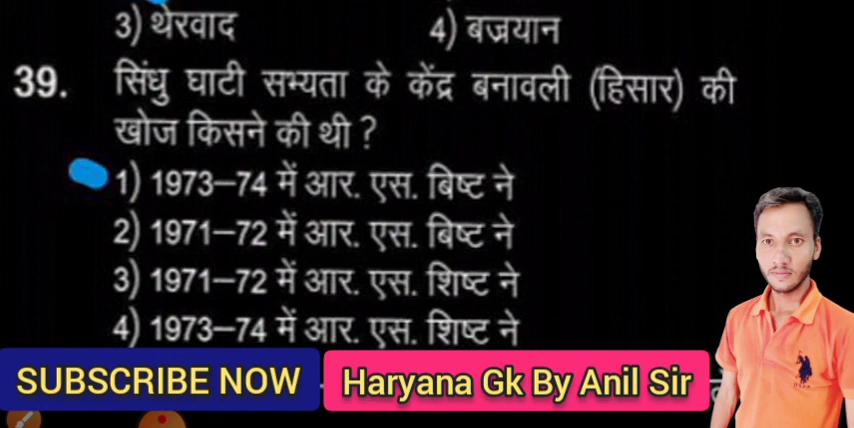 3) थेरवाद 4) बज्रयान
39. सिंधु घाटी सभ्यता के केंद्र बनावली (हिसार) की
खोज किसने की थी ?
1) 1973–74 में आर. एस. बिष्ट ने
2) 1971–72 में आर. एस. बिष्ट ने
3) 1971–72 में आर. एस. शिष्ट ने
4) 1973–74 में आर. एस. शिष्ट ने
SUBSCRIBE NOW Haryana Gk By Anil Sir